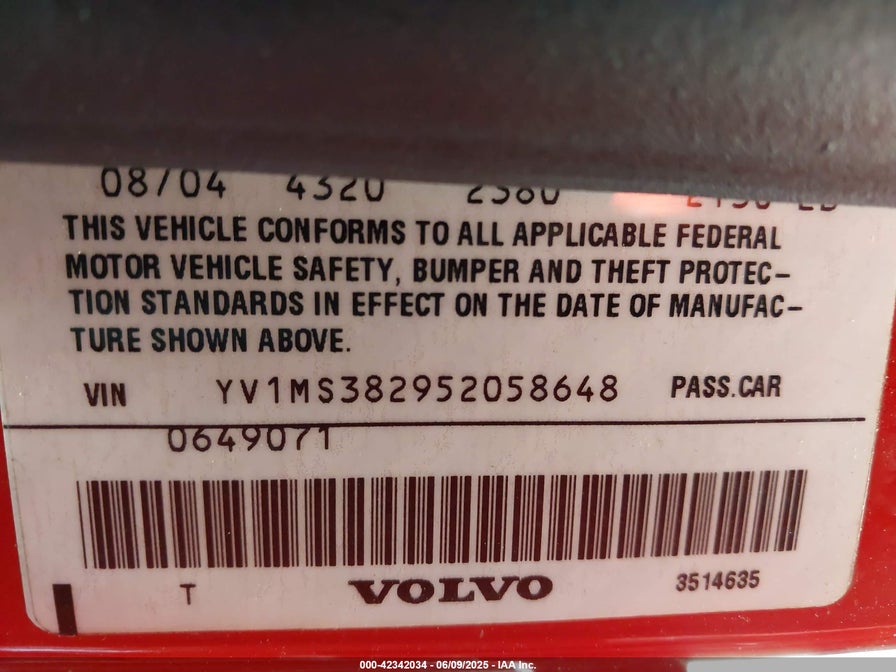 08/04 4320 2380 2150 LB
THIS VEHICLE CONFORMS TO ALL APPLICABLE FEDERAL
MOTOR VEHICLE SAFETY, BUMPER AND THEFT PROTEC-
TION STANDARDS IN EFFECT ON THE DATE OF MANUFAC-
TURE SHOWN ABOVE.
VIN YV1MS382952058648 PASS.CAR
0649071
T VOLVO 3514635
000-42342034 - 06/09/2025 - IAA Inc.